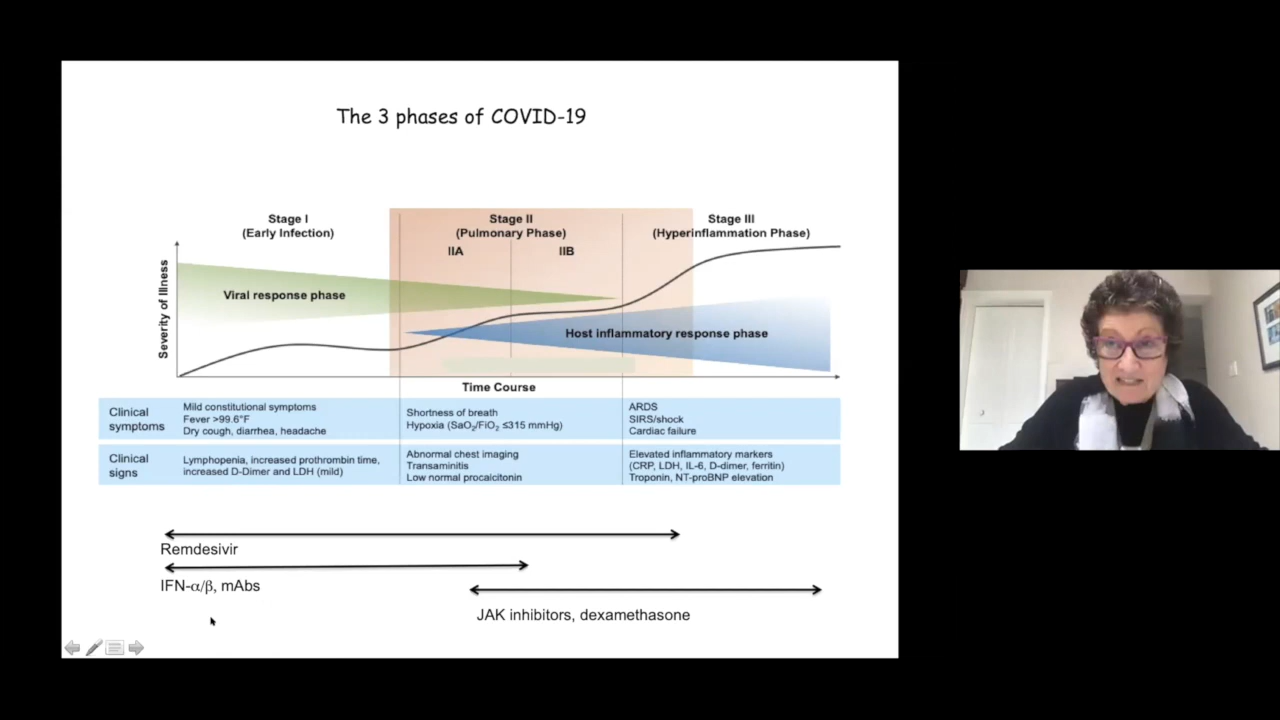 The 3 phases of COVID-19
Stage I
(Early Infection)
Stage II
(Pulmonary Phase)
IIA
IIB
Stage III
(Hyperinflammation Phase)
Severity of Illness
Viral response phase
Host inflammatory response phase
Time Course
Clinical
symptoms
Mild constitutional symptoms
Fever >99.6°F
Dry cough, diarrhea, headache
Shortness of breath
Hypoxia (SaO₂/FiO₂ ≤315 mmHg)
ARDS
SIRS/shock
Cardiac failure
Clinical
signs
Lymphopenia, increased prothrombin time,
increased D-Dimer and LDH (mild)
Abnormal chest imaging
Transaminitis
Low normal procalcitonin
Elevated inflammatory markers
(CRP, LDH, IL-6, D-dimer, ferritin)
Troponin, NT-proBNP elevation
Remdesivir
IFN-α/β, mAbs
JAK inhibitors, dexamethasone